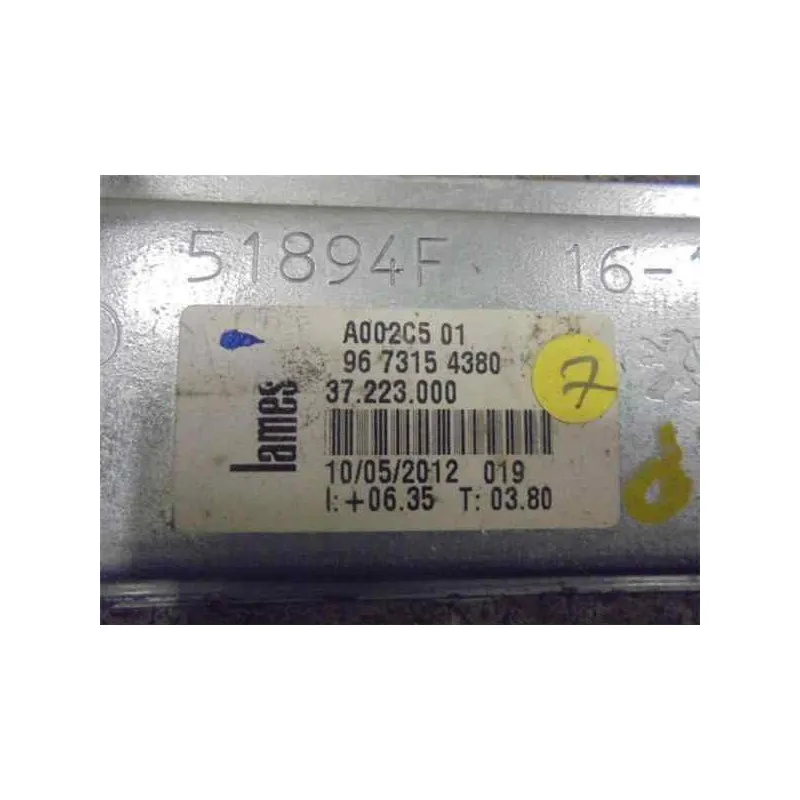 51894F 16-
A002C5 01
96 7315 4380
37.223.000
lames
10/05/2012 019
I: +06.35 T: 03.80
7